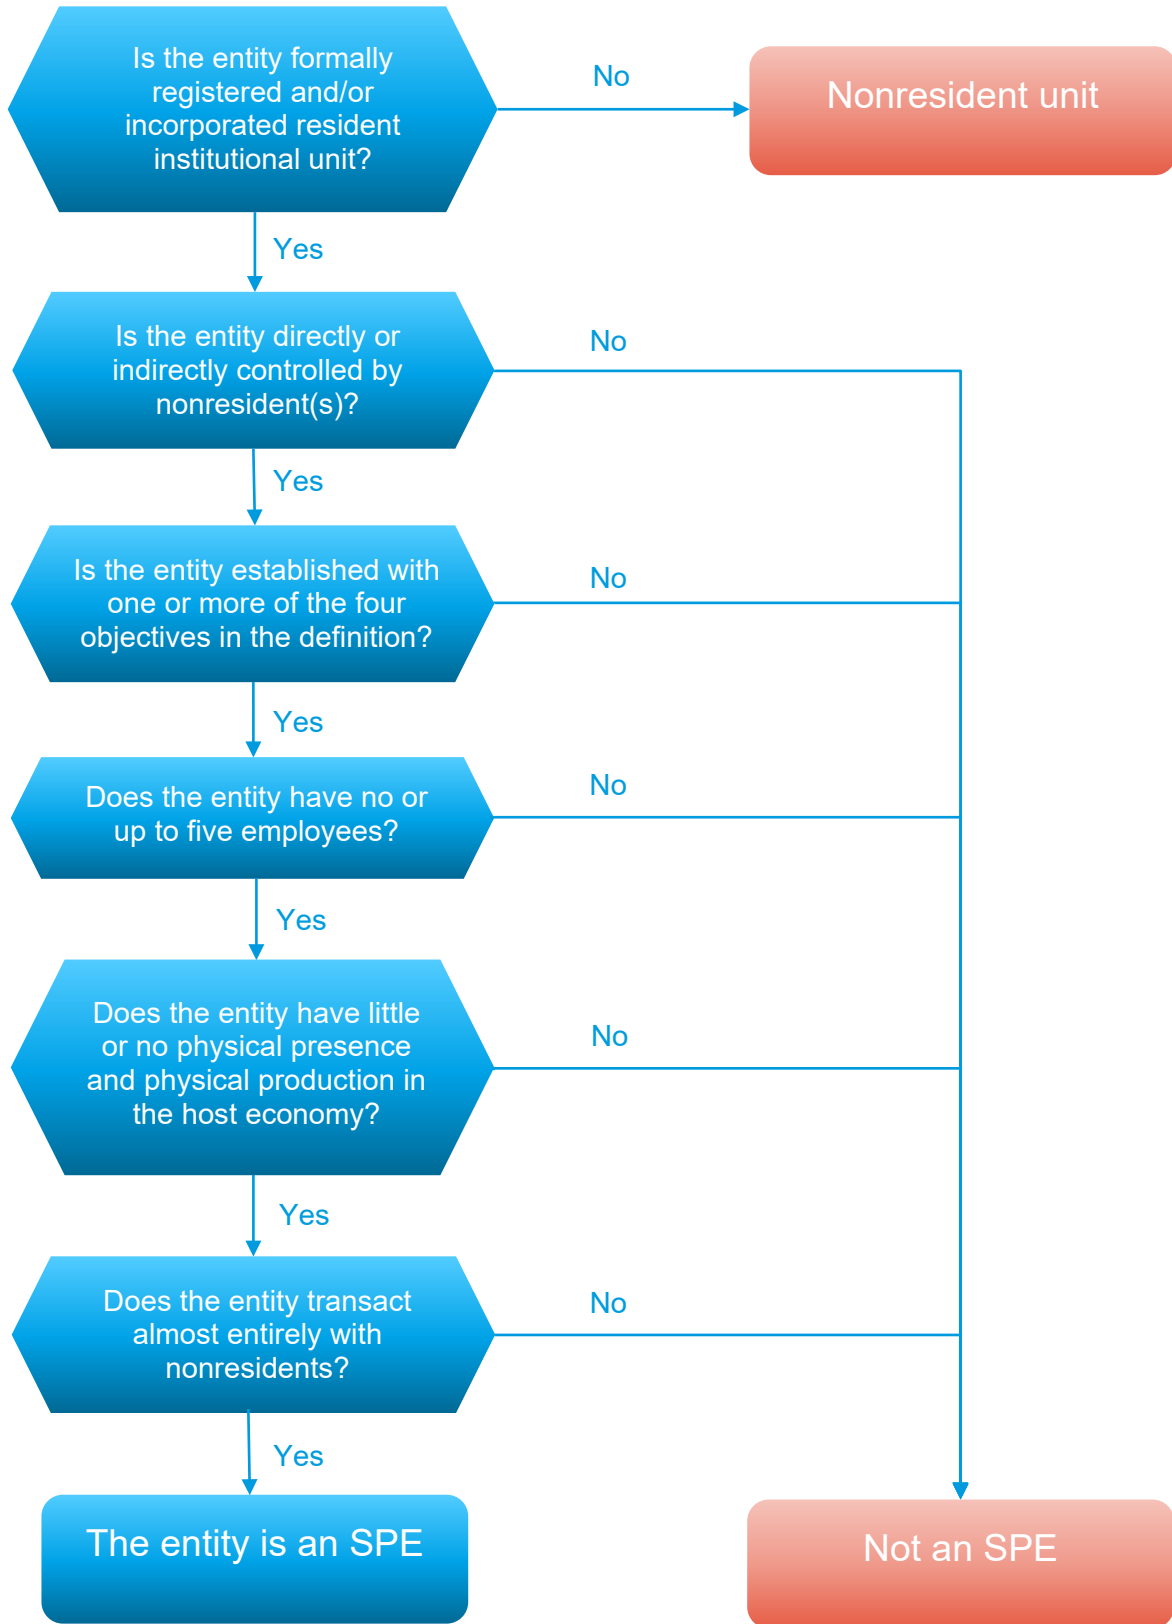 Is the entity formally
registered and/or
incorporated resident
institutional unit?
No
Nonresident unit
Yes
Is the entity directly or
indirectly controlled by
nonresident(s)?
No
Yes
Is the entity established with
one or more of the four
objectives in the definition?
No
Yes
Does the entity have no or
up to five employees?
No
Yes
Does the entity have little
or no physical presence
and physical production in
the host economy?
No
Yes
Does the entity transact
almost entirely with
nonresidents?
No
Yes
The entity is an SPE
Not an SPE